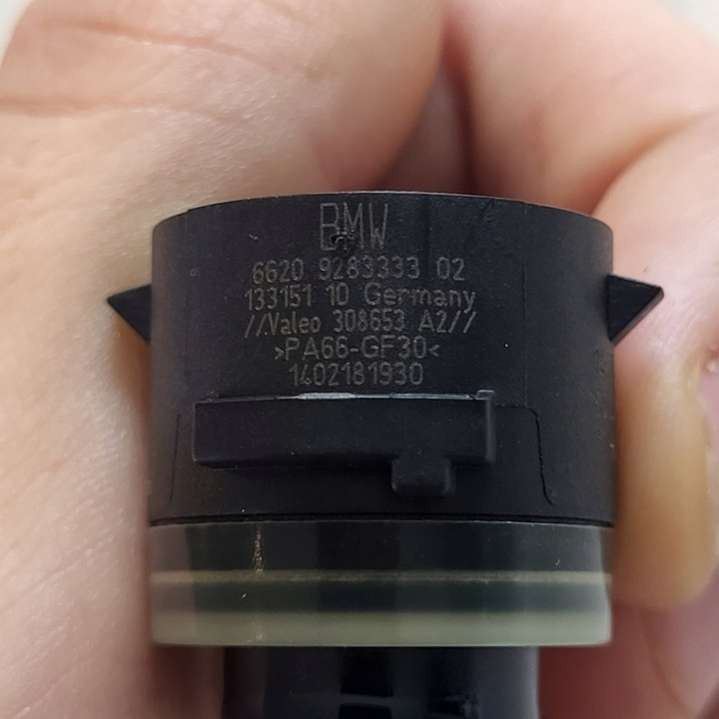 BMW
6620 9283333 02
133151 10 Germany
//Valeo 308653 A2//
>PA66-GF30<
1402181930